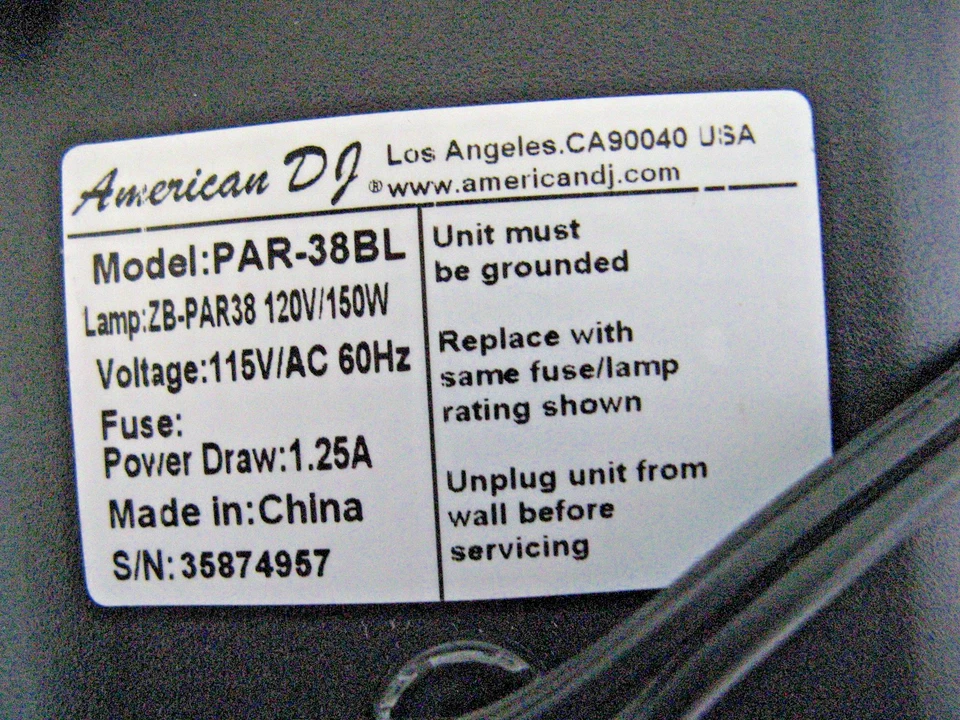 American DJ ® Los Angeles.CA90040 USA
www.americandj.com
Model:PAR-38BL
Lamp:ZB-PAR38 120V/150W
Voltage:115V/AC 60Hz
Fuse:
Power Draw:1.25A
Made in:China
S/N:35874957
Unit must
be grounded
Replace with
same fuse/lamp
rating shown
Unplug unit from
wall before
servicing